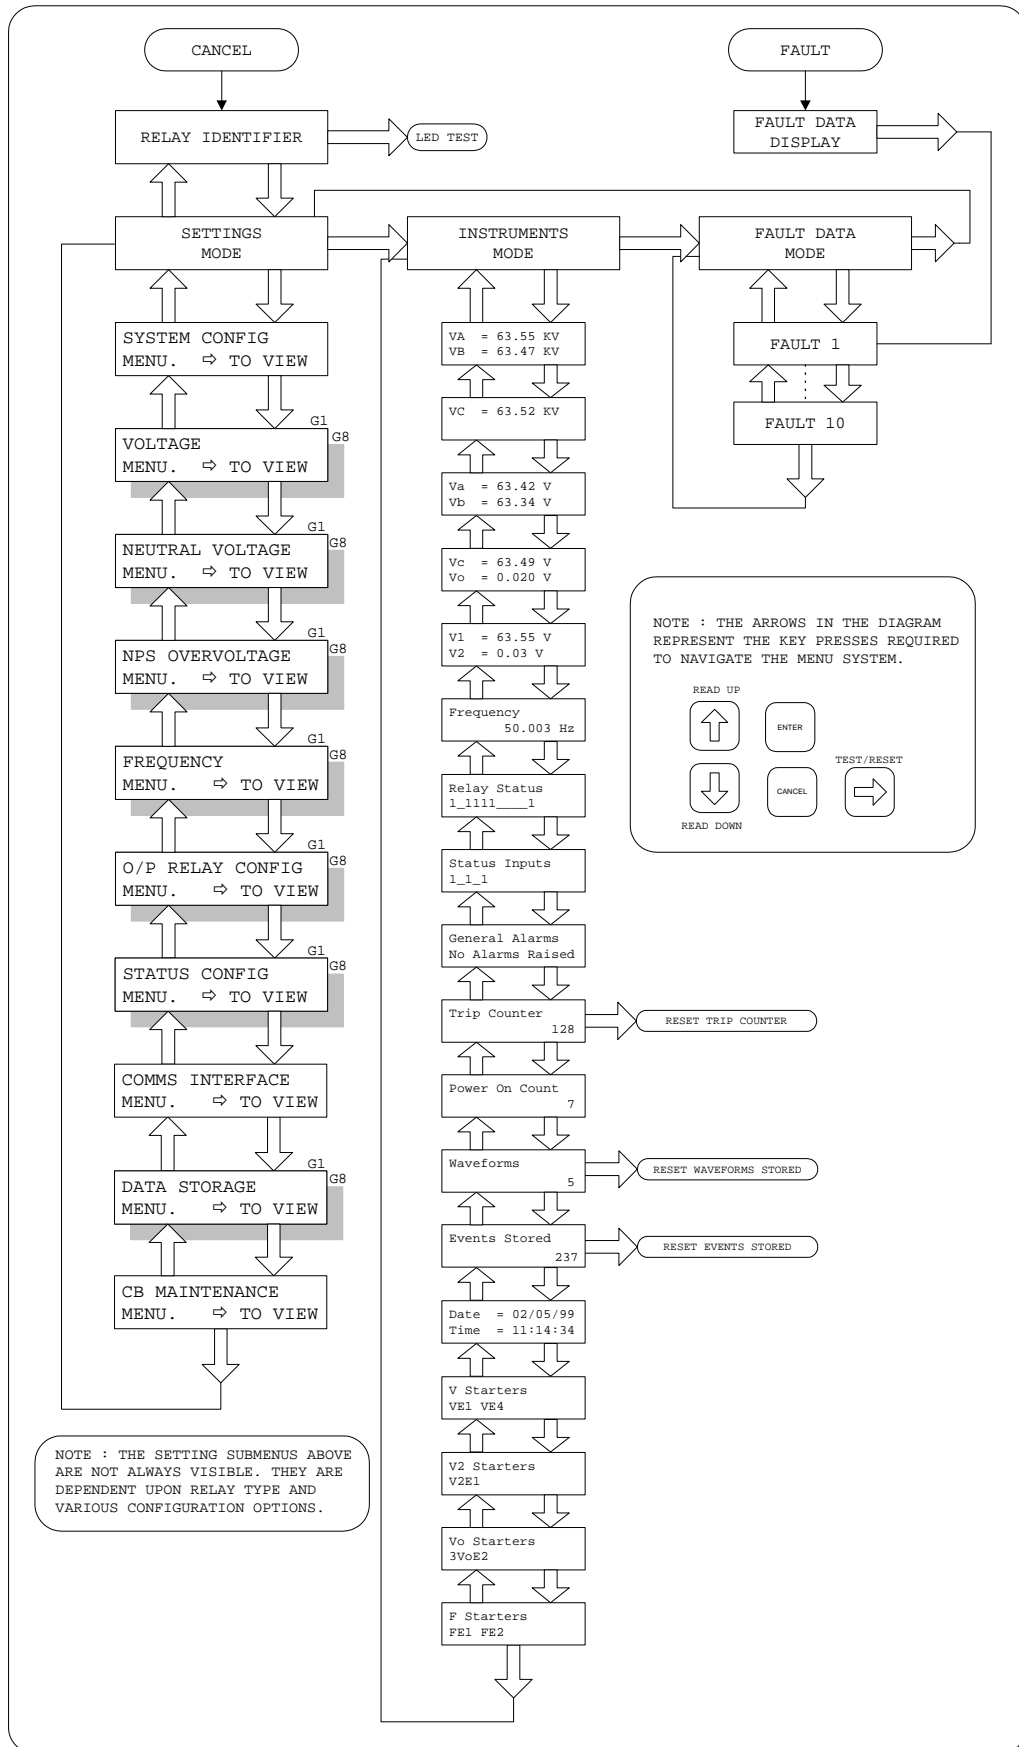 CANCEL
FAULT
RELAY IDENTIFIER
LED TEST
FAULT DATA
DISPLAY
SETTINGS
MODE
INSTRUMENTS
MODE
FAULT DATA
MODE
SYSTEM CONFIG
MENU. ⇨ TO VIEW
G1
G8
VOLTAGE
MENU. ⇨ TO VIEW
G1
G8
NEUTRAL VOLTAGE
MENU. ⇨ TO VIEW
G1
G8
NPS OVERVOLTAGE
MENU. ⇨ TO VIEW
G1
G8
FREQUENCY
MENU. ⇨ TO VIEW
G1
G8
O/P RELAY CONFIG
MENU. ⇨ TO VIEW
G1
G8
STATUS CONFIG
MENU. ⇨ TO VIEW
COMMS INTERFACE
MENU. ⇨ TO VIEW
G1
G8
DATA STORAGE
MENU. ⇨ TO VIEW
CB MAINTENANCE
MENU. ⇨ TO VIEW
NOTE : THE SETTING SUBMENUS ABOVE
ARE NOT ALWAYS VISIBLE. THEY ARE
DEPENDENT UPON RELAY TYPE AND
VARIOUS CONFIGURATION OPTIONS.
VA = 63.55 KV
VB = 63.47 KV
VC = 63.52 KV
Va = 63.42 V
Vb = 63.34 V
Vc = 63.49 V
Vo = 0.020 V
V1 = 63.55 V
V2 = 0.03 V
Frequency
50.003 Hz
Relay Status
1_1111____1
Status Inputs
1_1_1
General Alarms
No Alarms Raised
Trip Counter
128
RESET TRIP COUNTER
Power On Count
7
Waveforms
5
RESET WAVEFORMS STORED
Events Stored
237
RESET EVENTS STORED
Date = 02/05/99
Time = 11:14:34
V Starters
VE1 VE4
V2 Starters
V2E1
Vo Starters
3VoE2
F Starters
FE1 FE2
FAULT 1
FAULT 10
NOTE : THE ARROWS IN THE DIAGRAM
REPRESENT THE KEY PRESSES REQUIRED
TO NAVIGATE THE MENU SYSTEM.
READ UP
ENTER
TEST/RESET
CANCEL
READ DOWN